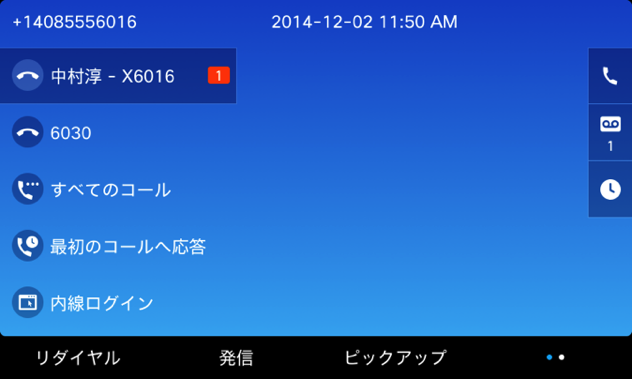 +14085556016 2014-12-02 11:50 AM
中村淳 - X6016 1
6030
1
すべてのコール
最初のコールへ応答
内線ログイン
リダイヤル 発信 ピックアップ